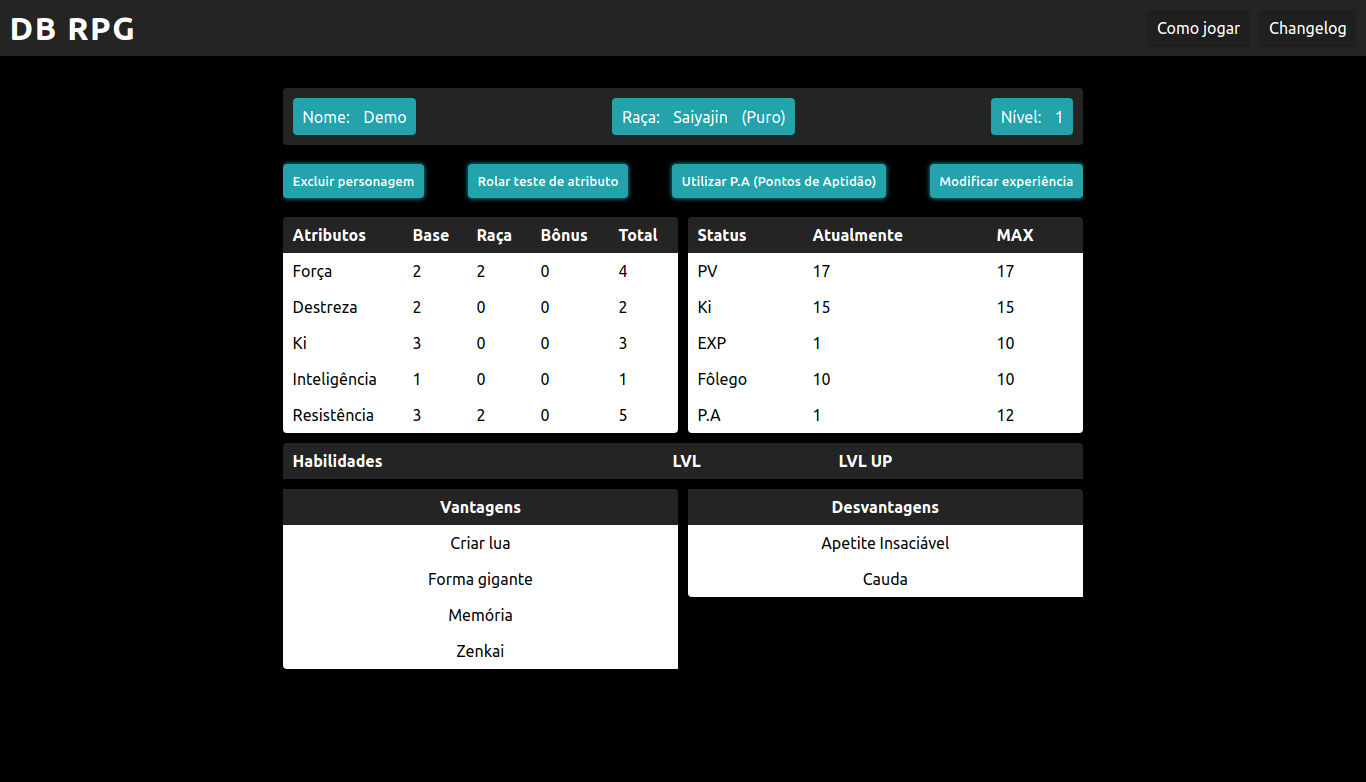 DB RPG Como jogar Changelog
Nome: Demo Raça: Saiyajin (Puro) Nível: 1
Excluir personagem Rolar teste de atributo Utilizar P.A (Pontos de Aptidão) Modificar experiência
Atributos Base Raça Bônus Total
Força 2 2 0 4
Destreza 2 0 0 2
Ki 3 0 0 3
Inteligência 1 0 0 1
Resistência 3 2 0 5
Status Atualmente MAX
PV 17 17
Ki 15 15
EXP 1 10
Fôlego 10 10
P.A 1 12
Habilidades LVL LVL UP
Vantagens
Criar lua
Forma gigante
Memória
Zenkai
Desvantagens
Apetite Insaciável
Cauda